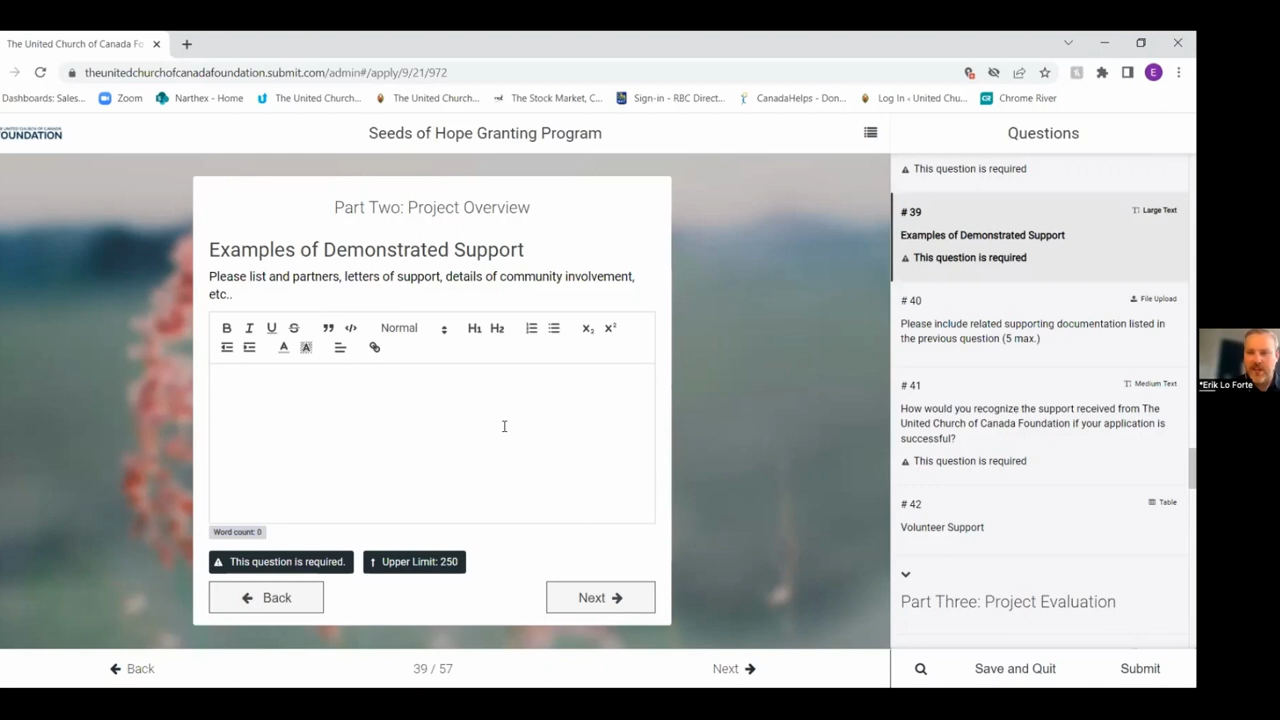 The United Church of Canada Fo
theunitedchurchofcanadafoundation.submit.com/admin#/apply/9/21/972
E
Dashboards: Sales...
Zoom
Narthex - Home
The United Church...
The United Church...
The Stock Market, C...
Sign-in - RBC Direct...
CanadaHelps - Don...
Log In ‹ United Chu...
CR
Chrome River
OUNDATION
Seeds of Hope Granting Program
Questions
Part Two: Project Overview
Examples of Demonstrated Support
Please list and partners, letters of support, details of community involvement,
etc..
B I U S Normal H1 H2 X₂ X²
A A
Word count: 0
This question is required.
Upper Limit: 250
Back
Next
Back
39 / 57
Next
This question is required
# 39
Large Text
Examples of Demonstrated Support
This question is required
# 40
File Upload
Please include related supporting documentation listed in
the previous question (5 max.)
# 41
Medium Text
How would you recognize the support received from The
United Church of Canada Foundation if your application is
successful?
This question is required
# 42
Table
Volunteer Support
Part Three: Project Evaluation
Save and Quit
Submit
*Erik Lo Forte